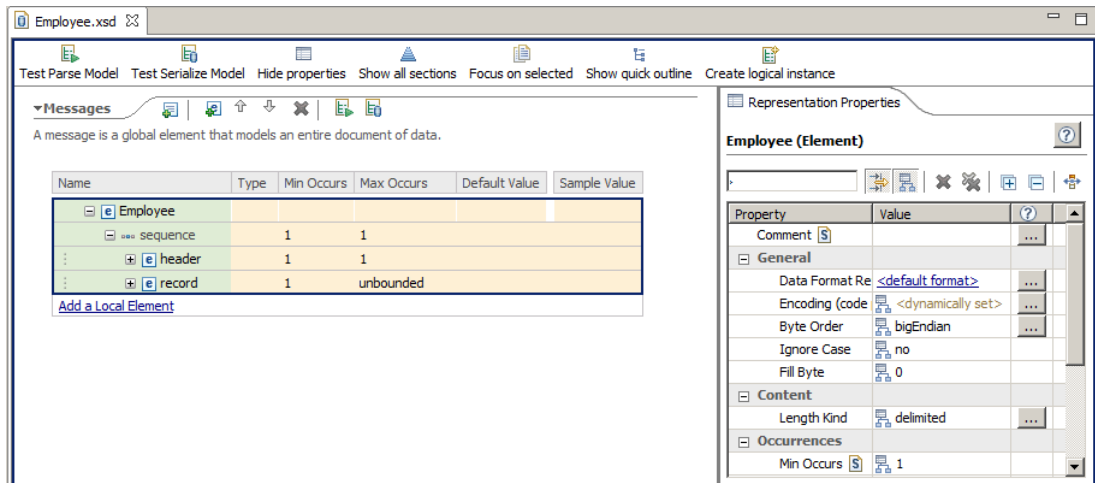 Employee.xsd
Test Parse Model Test Serialize Model Hide properties Show all sections Focus on selected Show quick outline Create logical instance
Messages
A message is a global element that models an entire document of data.
Name Type Min Occurs Max Occurs Default Value Sample Value
e Employee
sequence 1 1
e header 1 1
e record 1 unbounded
Add a Local Element
Representation Properties
Employee (Element)
Property Value
Comment S ...
General
Data Format Re <default format> ...
Encoding (code <dynamically set> ...
Byte Order bigEndian ...
Ignore Case no
Fill Byte 0
Content
Length Kind delimited ...
Occurrences
Min Occurs S 1